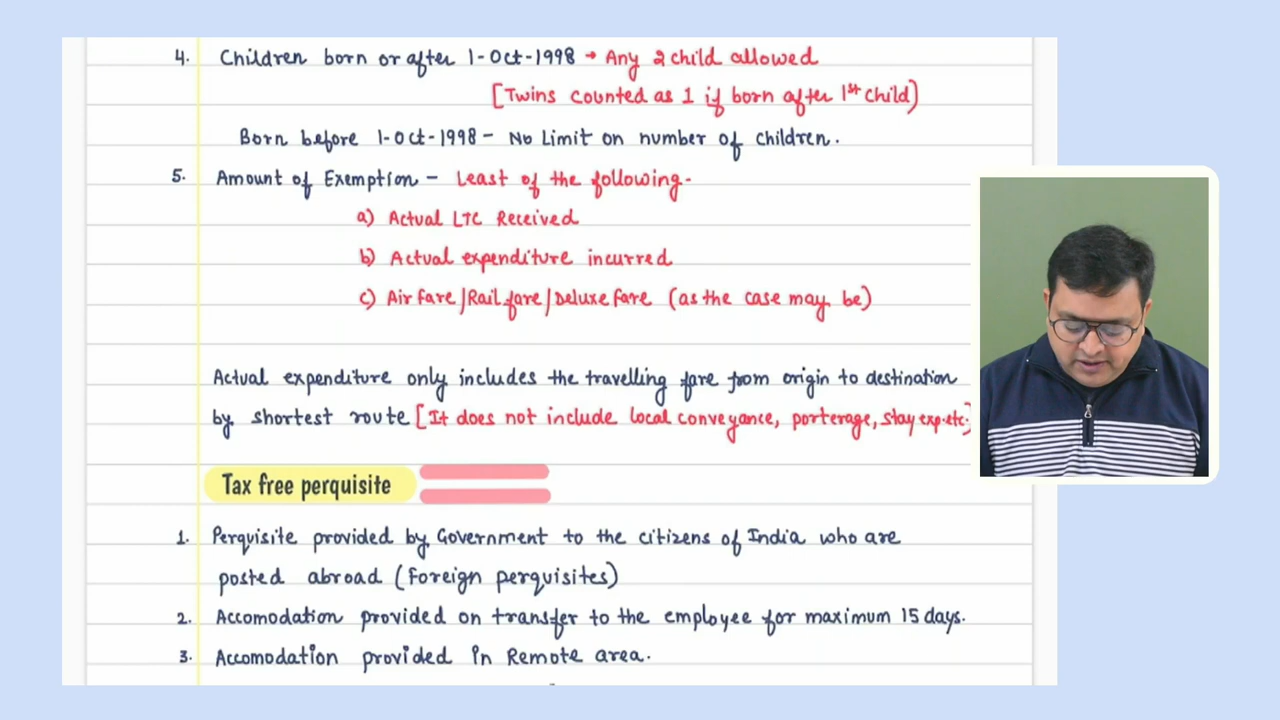 4. Children born or after 1-Oct-1998 → Any 2 child allowed
[Twins counted as 1 if born after 1st Child)
Born before 1-Oct-1998 - No Limit on number of children.
5. Amount of Exemption - Least of the following-
a) Actual LTC Received
b) Actual expenditure incurred
c) Air Fare/Rail fare/Deluxe fare (as the case may be)
Actual expenditure only includes the travelling fare from origin to destination
by shortest route [It does not include local conveyance, porterage, stay exp. etc.]
Tax free perquisite
1. Perquisite provided by Government to the citizens of India who are
posted abroad (Foreign perquisites)
2. Accomodation provided on transfer to the employee for maximum 15 days.
3. Accomodation provided in Remote area.